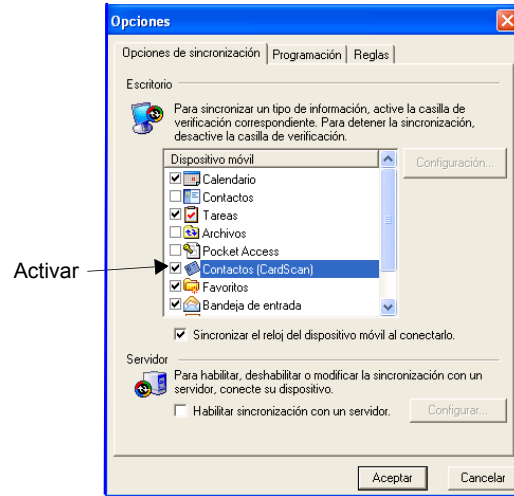 Opciones
Opciones de sincronización Programación Reglas
Escritorio
Para sincronizar un tipo de información, active la casilla de
verificación correspondiente. Para detener la sincronización,
desactive la casilla de verificación.
Dispositivo móvil
Configuración...
Calendario
Contactos
Tareas
Archivos
Pocket Access
Activar
Contactos (CardScan)
Favoritos
Bandeja de entrada
Sincronizar el reloj del dispositivo móvil al conectarlo.
Servidor
Para habilitar, deshabilitar o modificar la sincronización con un
servidor, conecte su dispositivo.
Habilitar sincronización con un servidor.
Configurar...
Aceptar Cancelar